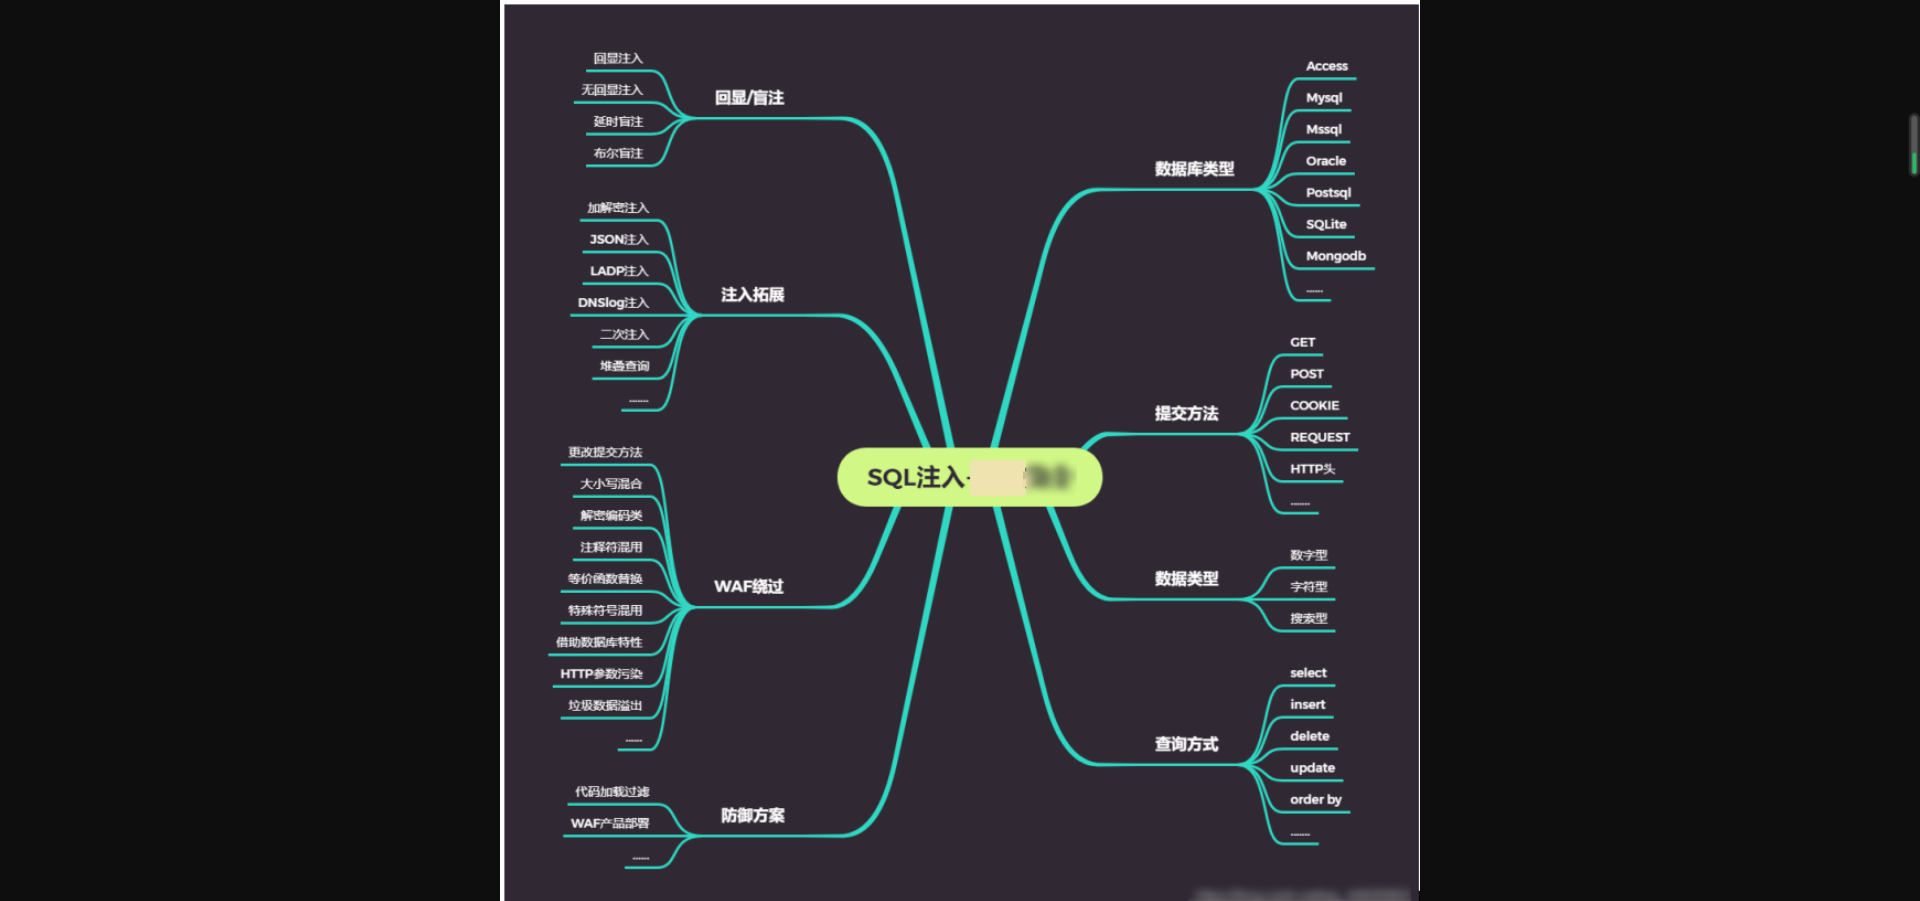 回显/盲注
回显注入
无回显注入
延时盲注
布尔盲注
注入拓展
加解密注入
JSON注入
LADP注入
DNSlog注入
二次注入
堆叠查询
.......
WAF绕过
更改提交方法
大小写混合
解密编码类
注释符混用
等价函数替换
特殊符号混用
借助数据库特性
HTTP参数污染
垃圾数据溢出
......
防御方案
代码加载过滤
WAF产品部署
......
SQL注入-
数据库类型
Access
Mysql
Mssql
Oracle
Postsql
SQLite
Mongodb
......
提交方法
GET
POST
COOKIE
REQUEST
HTTP头
.......
数据类型
数字型
字符型
搜索型
查询方式
select
insert
delete
update
order by
.......